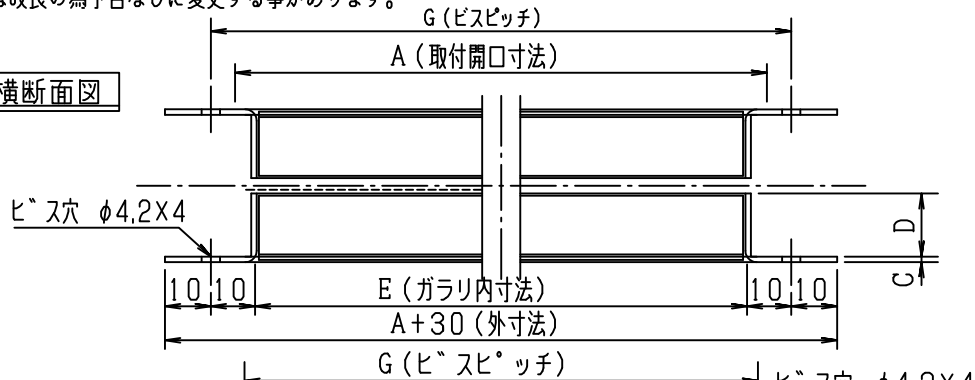 は改良の為予告なしに変更する事があります。
G(ビスピッチ)
A(取付開口寸法)
横断面図
ビス穴 φ4.2X4
D
C
10 10 E(ガラリ内寸法) 10 10
A+30(外寸法)
G(ビスピッチ)